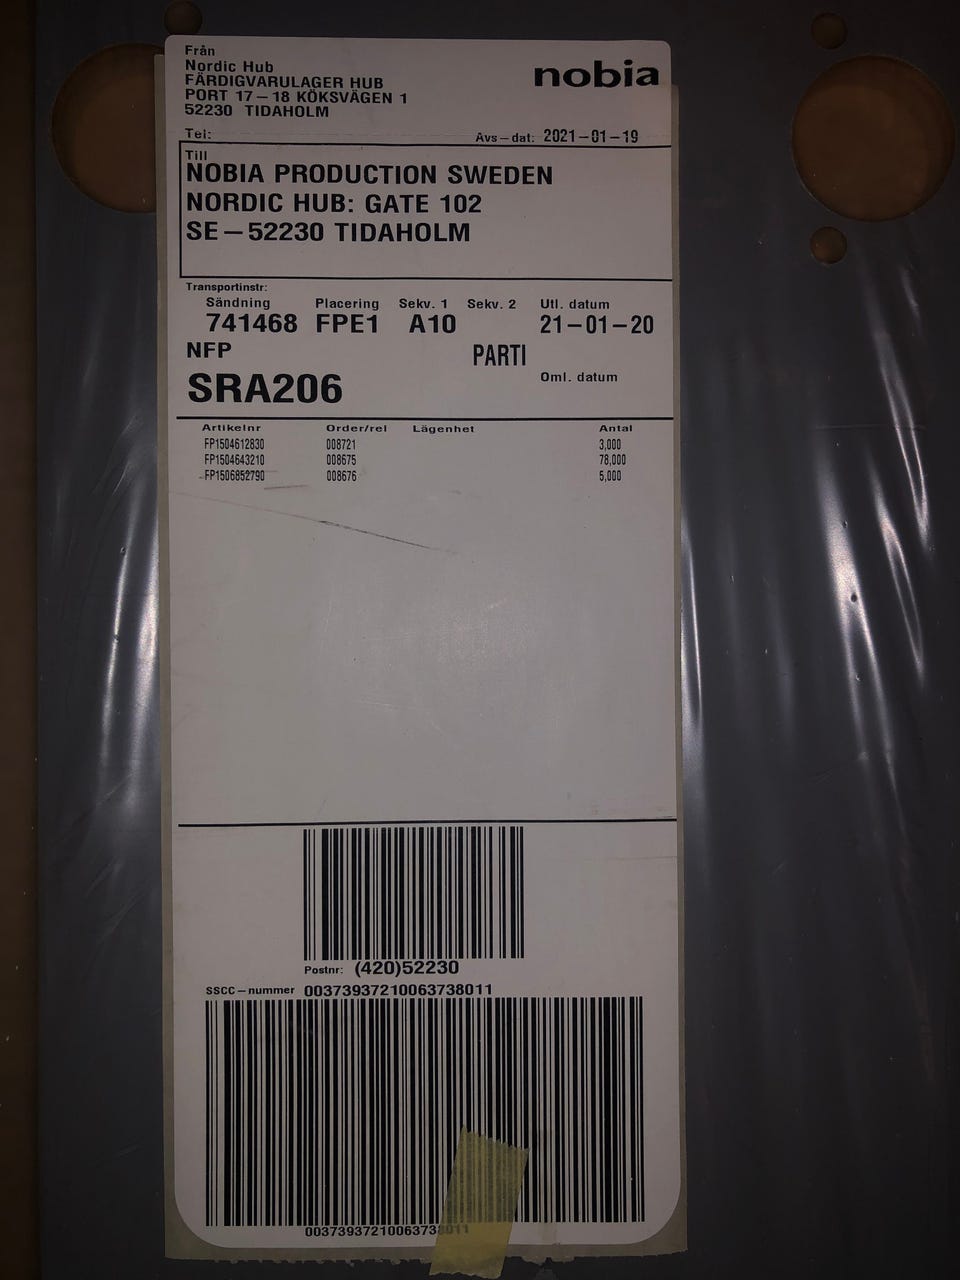 Från
Nordic Hub
FÄRDIGVARULAGER HUB
PORT 17-18 KÖKSVÄGEN 1
52230 TIDAHOLM
nobia
Tel: Avs-dat: 2021-01-19
Till
NOBIA PRODUCTION SWEDEN
NORDIC HUB: GATE 102
SE-52230 TIDAHOLM
Transportinstr:
Sändning Placering Sekv. 1 Sekv. 2 Utl. datum
741468 FPE1 A10 21-01-20
NFP PARTI
Oml. datum
SRA206
Artikelnr Order/rel Lägenhet Antal
FP1504612830 008721 3,000
FP1504643210 008675 78,000
FP1506852790 008676 5,000
Postnr: (420)52230
SSCC-nummer 00373937210063738011
00373937210063738011